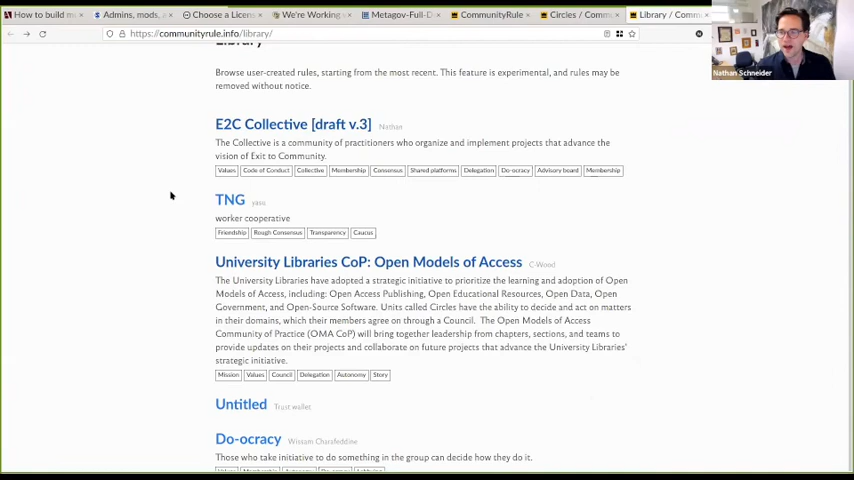 How to build m
Admins, mods,
Choose a Licens
We're Working
Metagov-Full-D
CommunityRule
Circles / Comm
Library / Comm
https://communityrule.info/library/
Nathan Schneider
Library
Browse user-created rules, starting from the most recent. This feature is experimental, and rules may be
removed without notice.
E2C Collective [draft v.3] Nathan
The Collective is a community of practitioners who organize and implement projects that advance the
vision of Exit to Community.
Values Code of Conduct Collective Membership Consensus Shared platforms Delegation Do-ocracy Advisory board Membership
TNG yasu
worker cooperative
Friendship Rough Consensus Transparency Caucus
University Libraries CoP: Open Models of Access C-Wood
The University Libraries have adopted a strategic initiative to prioritize the learning and adoption of Open
Models of Access, including: Open Access Publishing, Open Educational Resources, Open Data, Open
Government, and Open-Source Software. Units called Circles have the ability to decide and act on matters
in their domains, which their members agree on through a Council. The Open Models of Access
Community of Practice (OMA CoP) will bring together leadership from chapters, sections, and teams to
provide updates on their projects and collaborate on future projects that advance the University Libraries'
strategic initiative.
Mission Values Council Delegation Autonomy Story
Untitled Trust wallet
Do-ocracy Wissam Charafeddine
Those who take initiative to do something in the group can decide how they do it.